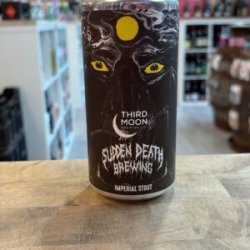 THIRD
MOON
SUDDEN DEATH
BREWING
IMPERIAL STOUT